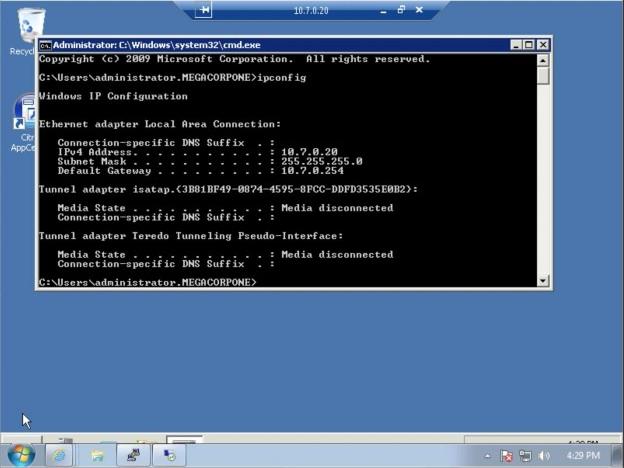 10.7.0.20
Recycl
Administrator: C:\Windows\system32\cmd.exe
Copyright (c) 2009 Microsoft Corporation.  All rights reserved.
C:\Users\administrator.MEGACORPONE>ipconfig
Windows IP Configuration
Ethernet adapter Local Area Connection:
Connection-specific DNS Suffix  . :
IPv4 Address. . . . . . . . . . . : 10.7.0.20
Subnet Mask . . . . . . . . . . . : 255.255.255.0
Default Gateway . . . . . . . . . : 10.7.0.254
Tunnel adapter isatap.{3B81BF49-0874-4595-8FCC-DDFD3535E0B2}:
Media State . . . . . . . . . . . : Media disconnected
Connection-specific DNS Suffix  . :
Tunnel adapter Teredo Tunneling Pseudo-Interface:
Media State . . . . . . . . . . . : Media disconnected
Connection-specific DNS Suffix  . :
C:\Users\administrator.MEGACORPONE>
Citr
AppCe
4:29 PM
4:29 PM